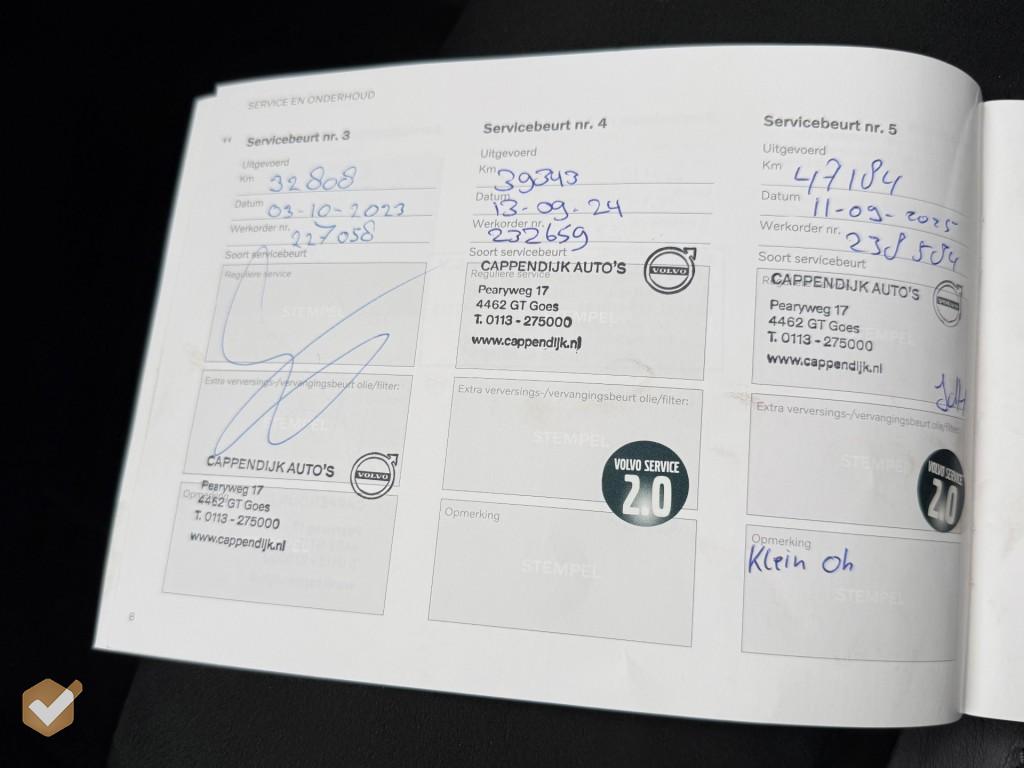 SERVICE EN ONDERHOUD
Servicebeurt nr. 3
Uitgevoerd
Km 32808
Datum 03-10-2023
Werkorder nr. 227058
Soort servicebeurt
Reguliere service
STEMPEL
Extra verversings-/vervangingsbeurt olie/filter:
STEMPEL
CAPPENDIJK AUTO'S
VOLVO
Opmerking
Pearyweg 17
4462 GT Goes
T. 0113 - 275000
www.cappendijk.nl
Servicebeurt nr. 4
Uitgevoerd
Km 39343
Datum 13-09-24
Werkorder nr. 232659
Soort servicebeurt
CAPPENDIJK AUTO'S
VOLVO
Reguliere service
Pearyweg 17
4462 GT Goes
T. 0113 - 275000
www.cappendijk.nl
Extra verversings-/vervangingsbeurt olie/filter:
STEMPEL
VOLVO SERVICE
2.0
Opmerking
STEMPEL
Servicebeurt nr. 5
Uitgevoerd
Km 47184
Datum 11-09-2025
Werkorder nr. 238584
Soort servicebeurt
CAPPENDIJK AUTO'S
VOLVO
Pearyweg 17
4462 GT Goes
T. 0113 - 275000
www.cappendijk.nl
Extra verversings-/vervangingsbeurt olie/filter:
STEMPEL
VOLVO SERVICE
2.0
Opmerking
Klein Oh
STEMPEL
8